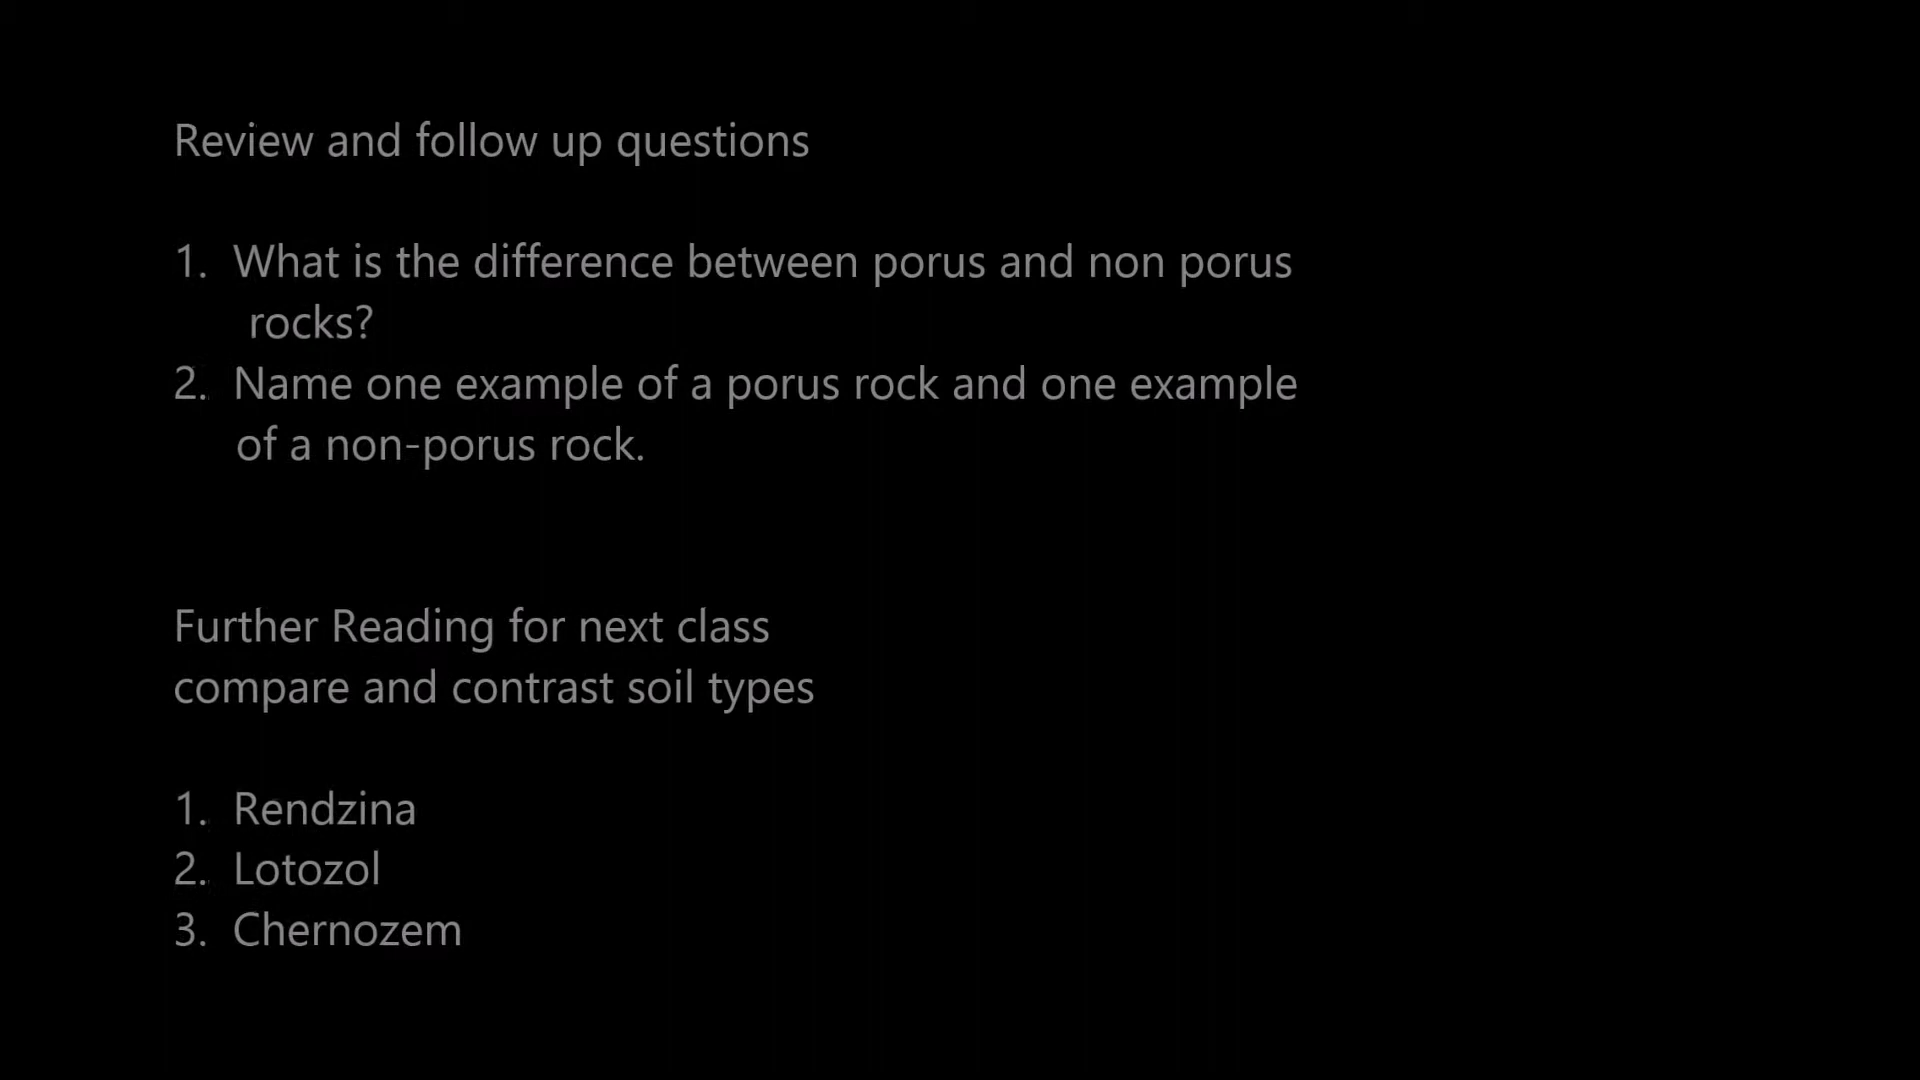 Review and follow up questions
1. What is the difference between porus and non porus
rocks?
2. Name one example of a porus rock and one example
of a non-porus rock.
Further Reading for next class
compare and contrast soil types
1. Rendzina
2. Lotozol
3. Chernozem